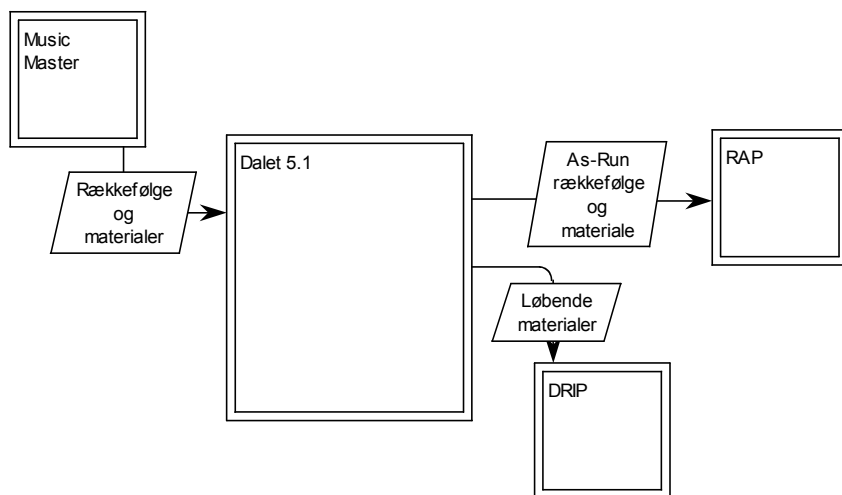 Music
Master
Rækkefølge
og
materialer
Dalet 5.1
As-Run
rækkefølge
og
materiale
RAP
Løbende
materialer
DRIP